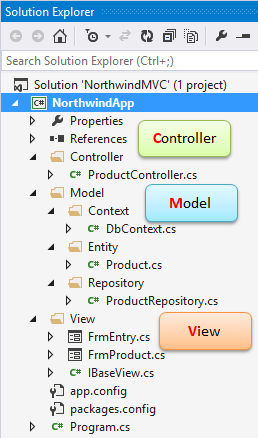 Solution Explorer
Search Solution Explorer (Ctrl+;)
Solution 'NorthwindMVC' (1 project)
C# NorthwindApp
Properties
References
Controller
Controller
C# ProductController.cs
Model
Model
Context
C# DbContext.cs
Entity
C# Product.cs
Repository
C# ProductRepository.cs
View
View
FrmEntry.cs
FrmProduct.cs
C# IBaseView.cs
app.config
packages.config
C# Program.cs